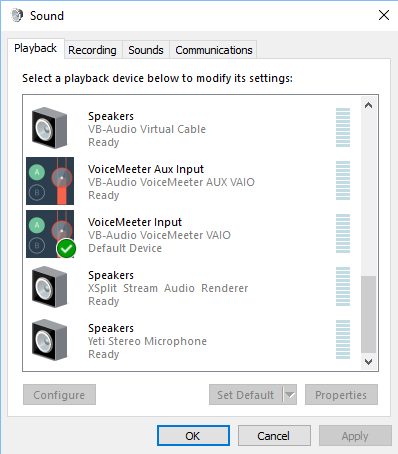 Sound
Playback Recording Sounds Communications
Select a playback device below to modify its settings:
Speakers
VB-Audio Virtual Cable
Ready
A
B
VoiceMeeter Aux Input
VB-Audio VoiceMeeter AUX VAIO
Ready
A
B
VoiceMeeter Input
VB-Audio VoiceMeeter VAIO
Default Device
Speakers
XSplit Stream Audio Renderer
Ready
Speakers
Yeti Stereo Microphone
Ready
Configure Set Default Properties
OK Cancel Apply